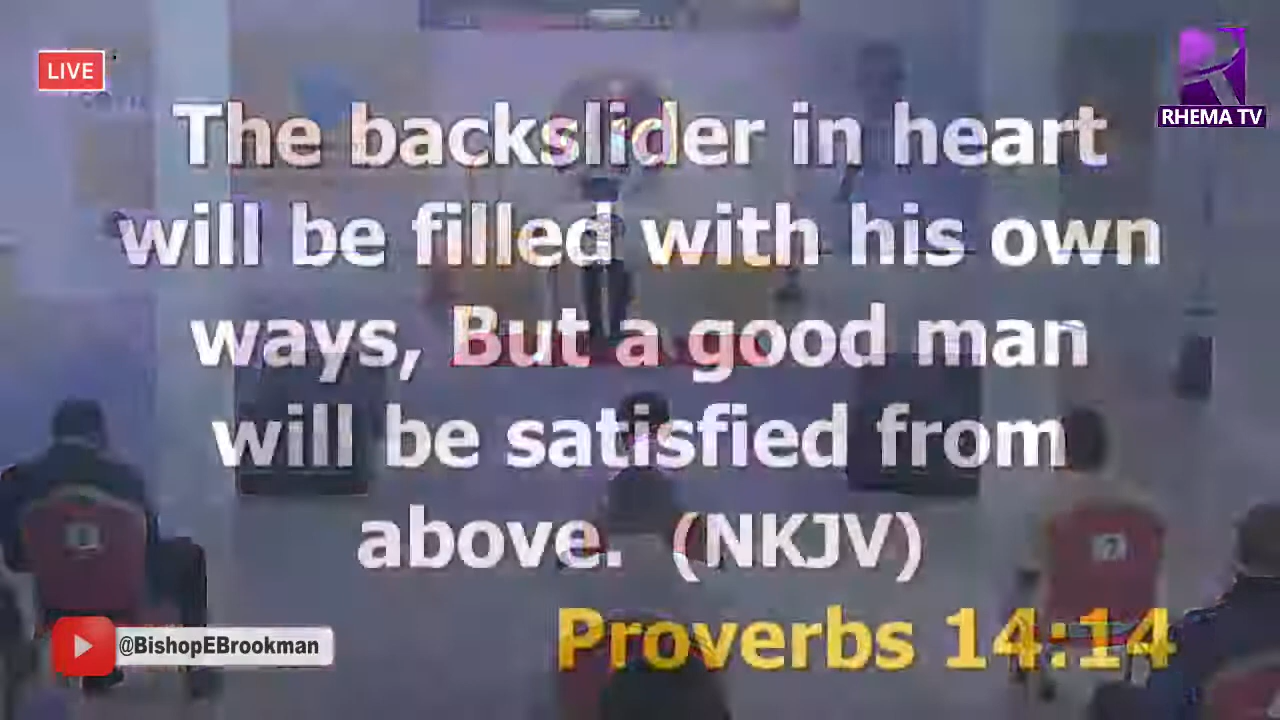 LIVE
RHEMA TV
The backslider in heart
will be filled with his own
ways, But a good man
will be satisfied from
above. (NKJV)
Proverbs 14:14
@BishopEBrookman